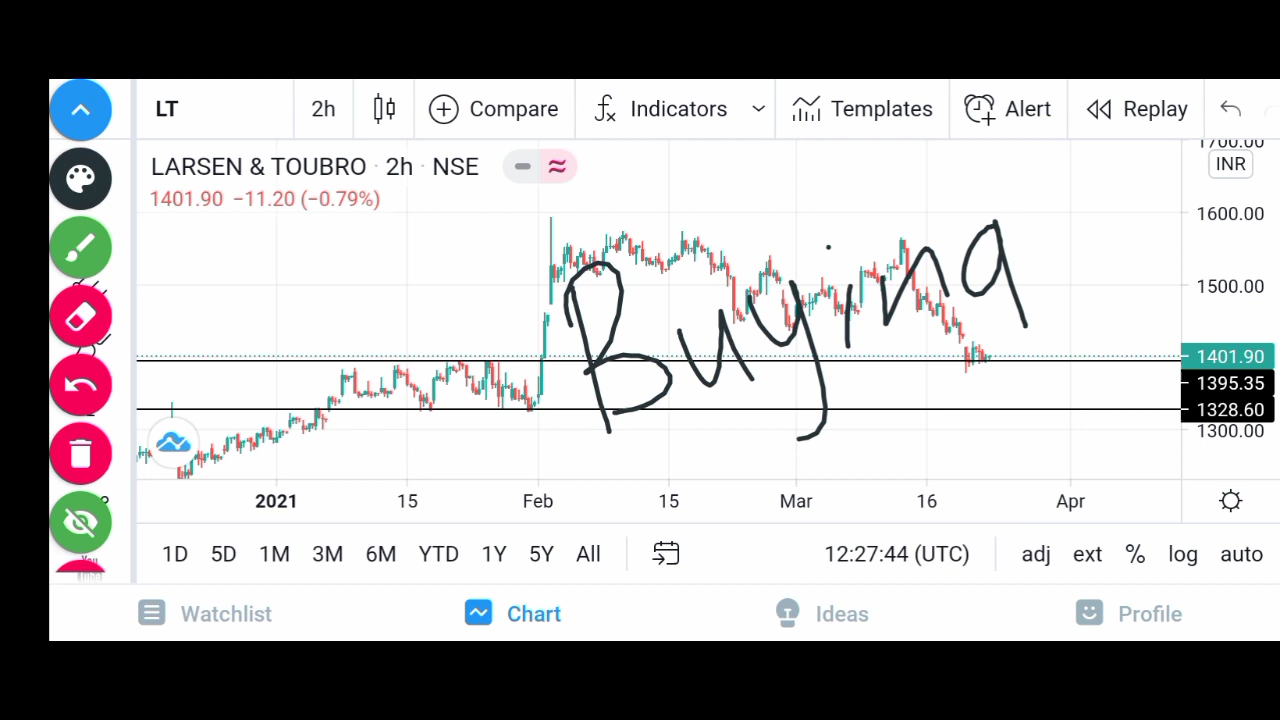 LT 2h Compare Indicators Templates Alert Replay
1700.00
LARSEN & TOUBRO · 2h · NSE INR
1401.90 −11.20 (−0.79%)
1600.00
Buying
1500.00
1401.90
1395.35
1328.60
1300.00
2021 15 Feb 15 Mar 16 Apr
1D 5D 1M 3M 6M YTD 1Y 5Y All 12:27:44 (UTC) adj ext % log auto
You
Watchlist Chart Ideas Profile